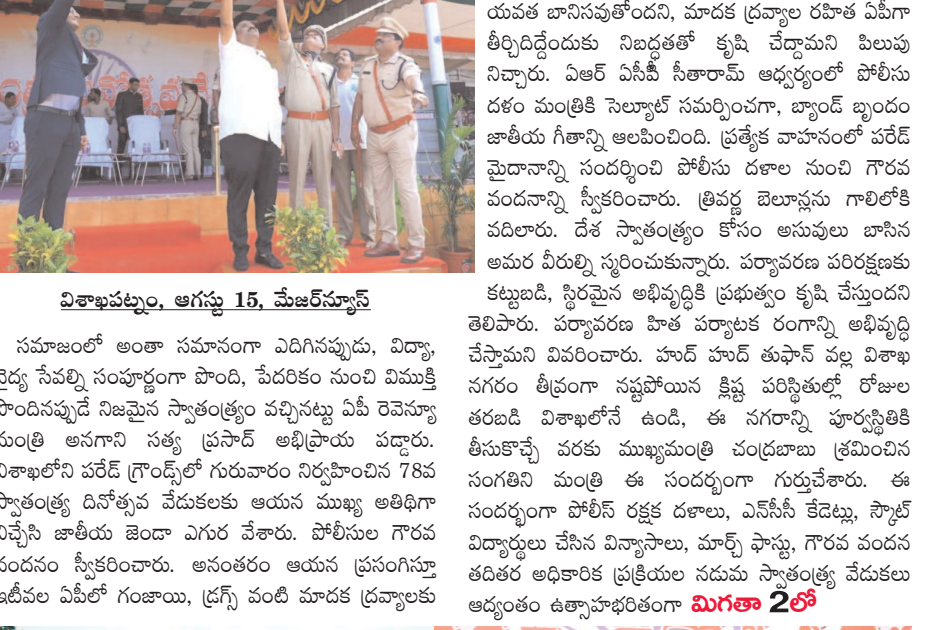 విశాఖపట్నం, ఆగస్టు 15, మేజర్‌న్యూస్
సమాజంలో అంతా సమానంగా ఎదిగినప్పుడు, విద్యా,
వైద్య సేవల్ని సంపూర్ణంగా పొంది, పేదరికం నుంచి విముక్తి
పొందినప్పుడే నిజమైన స్వాతంత్ర్యం వచ్చినట్టు ఏపీ రెవెన్యూ
మంత్రి అనగాని సత్య ప్రసాద్ అభిప్రాయ పడ్డారు.
విశాఖలోని పరేడ్ గ్రౌండ్స్‌లో గురువారం నిర్వహించిన 78వ
స్వాతంత్ర్య దినోత్సవ వేడుకలకు ఆయన ముఖ్య అతిథిగా
విచ్చేసి జాతీయ జెండా ఎగుర వేశారు. పోలీసుల గౌరవ
వందనం స్వీకరించారు. అనంతరం ఆయన ప్రసంగిస్తూ
ఇటీవల ఏపీలో గంజాయి, డ్రగ్స్ వంటి మాదక ద్రవ్యాలకు
యువత బానిసవుతోందని, మాదక ద్రవ్యాల రహిత ఏపీగా
తీర్చిదిద్దేందుకు నిబద్ధతతో కృషి చేద్దామని పిలుపు
నిచ్చారు. ఏఆర్ ఏసీపీ సీతారామ్ ఆధ్వర్యంలో పోలీసు
దళం మంత్రికి సెల్యూట్ సమర్పించగా, బ్యాండ్ బృందం
జాతీయ గీతాన్ని ఆలపించింది. ప్రత్యేక వాహనంలో పరేడ్
మైదానాన్ని సందర్శించి పోలీసు దళాల నుంచి గౌరవ
వందనాన్ని స్వీకరించారు. త్రివర్ణ బెలూన్లను గాలిలోకి
వదిలారు. దేశ స్వాతంత్ర్యం కోసం అసువులు బాసిన
అమర వీరుల్ని స్మరించుకున్నారు. పర్యావరణ పరిరక్షణకు
కట్టుబడి, స్థిరమైన అభివృద్ధికి ప్రభుత్వం కృషి చేస్తుందని
తెలిపారు. పర్యావరణ హిత పర్యాటక రంగాన్ని అభివృద్ధి
చేస్తామని వివరించారు. హుద్ హుద్ తుఫాన్ వల్ల విశాఖ
నగరం తీవ్రంగా నష్టపోయిన క్లిష్ట పరిస్థితుల్లో రోజుల
తరబడి విశాఖలోనే ఉండి, ఈ నగరాన్ని పూర్వస్థితికి
తీసుకొచ్చే వరకు ముఖ్యమంత్రి చంద్రబాబు శ్రమించిన
సంగతిని మంత్రి ఈ సందర్భంగా గుర్తుచేశారు. ఈ
సందర్భంగా పోలీస్ రక్షక దళాలు, ఎన్‌సీసీ కేడెట్లు, స్కౌట్
విద్యార్థులు చేసిన విన్యాసాలు, మార్చ్ ఫాస్టు, గౌరవ వందన
తదితర అధికారిక ప్రక్రియల నడుమ స్వాతంత్ర్య వేడుకలు
ఆద్యంతం ఉత్సాహభరితంగా మిగతా 2లో